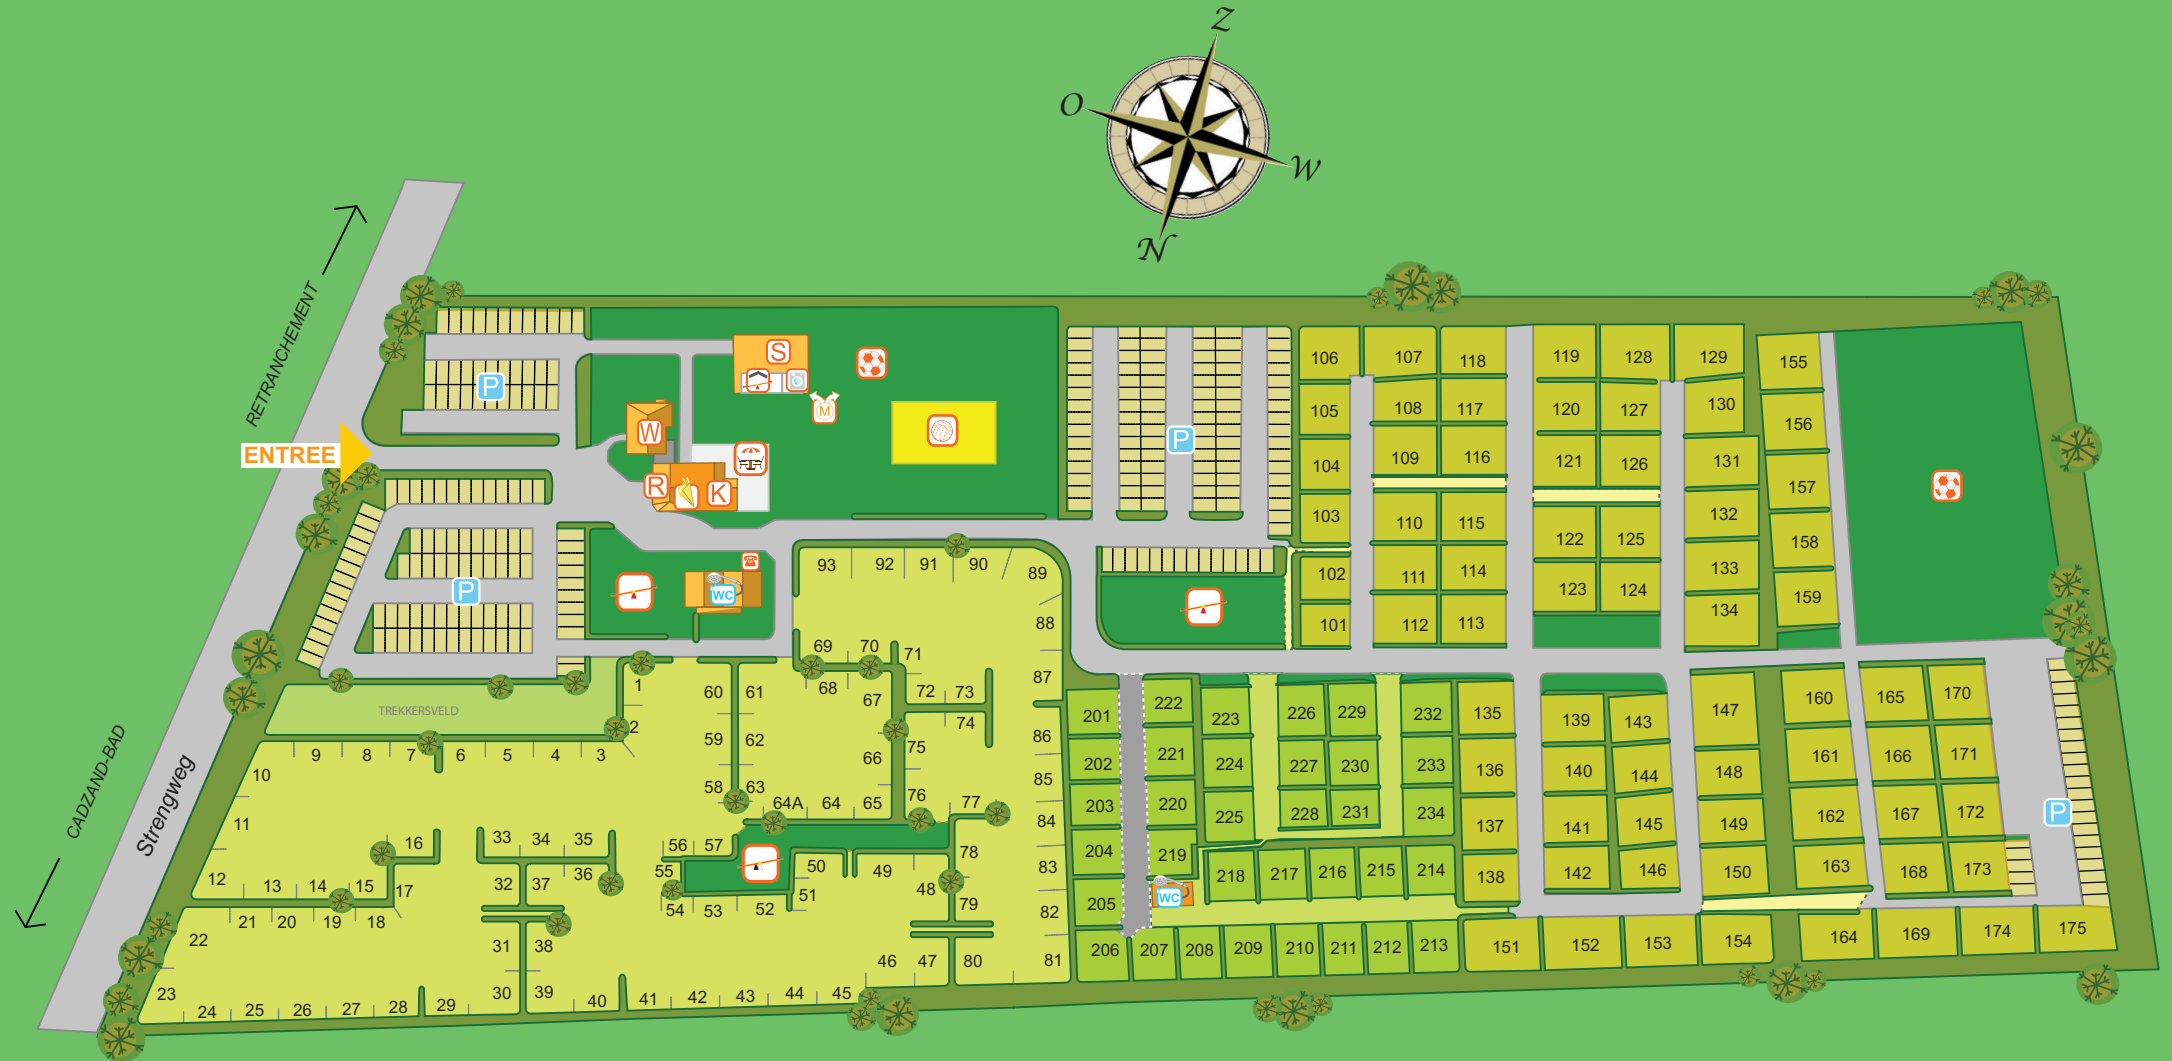 Z
O
W
N
RETRANCHEMENT
ENTREE
CADZAND-BAD
Strengweg
TREKKERSVELD
P
S
M
W
R
K
WC
P
P
106 107 118 119 128 129 155
105 108 117 120 127 130 156
104 109 116 121 126 131 157
103 110 115 122 125 132 158
102 111 114 123 124 133 159
101 112 113 134
93 92 91 90 89
88
69 70 71
68 67 72 73 87
74
1 60 61
2 59 62 66 75 86
10 9 8 7 6 5 4 3
58 63 85
64A 64 65 76 77
11 84
16 33 34 35 56 57 78 83
12 13 14 15 17 32 37 36 55 50 49 48
21 20 19 18 54 53 52 51 79 82
22 31 38
23 46 47 80 81
24 25 26 27 28 29 30 39 40 41 42 43 44 45
201 222 223 226 229 232 135 139 143 147 160 165 170
202 221 224 227 230 233 136 140 144 148 161 166 171
203 220 225 228 231 234 137 141 145 149 162 167 172
P
204 219 218 217 216 215 214 138 142 146 150 163 168 173
205 WC
206 207 208 209 210 211 212 213 151 152 153 154 164 169 174 175